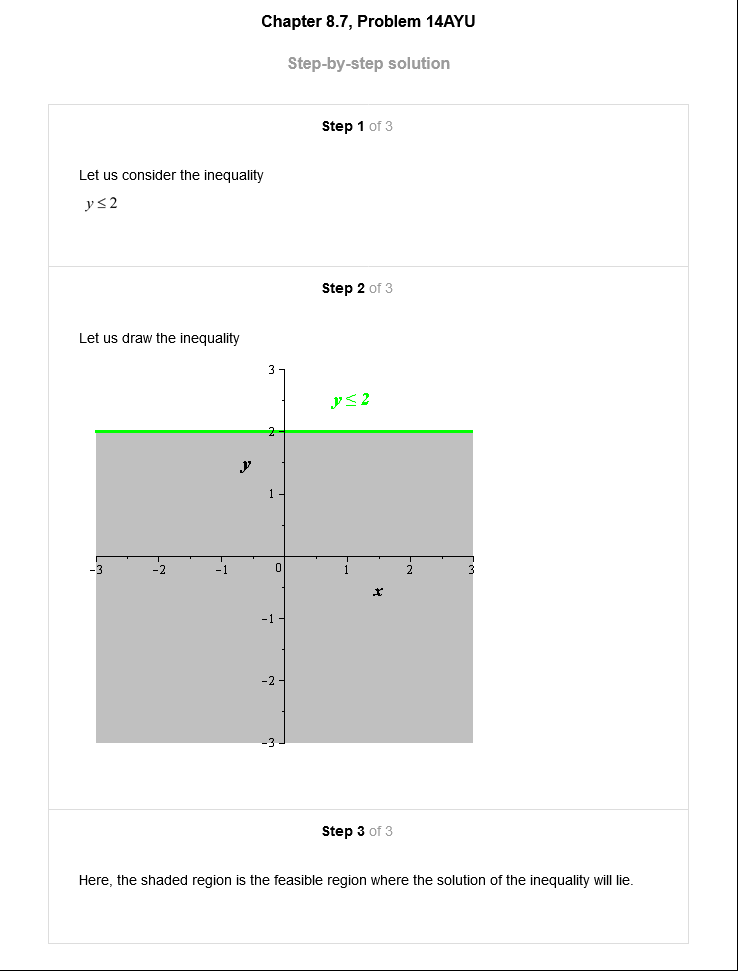 Chapter 8.7, Problem 14AYU
Step-by-step solution
Step 1 of 3
Let us consider the inequality
y ≤ 2
Step 2 of 3
Let us draw the inequality
3
y ≤ 2
2
y
1
−3 −2 −1 0 1 2 3
x
−1
−2
−3
Step 3 of 3
Here, the shaded region is the feasible region where the solution of the inequality will lie.